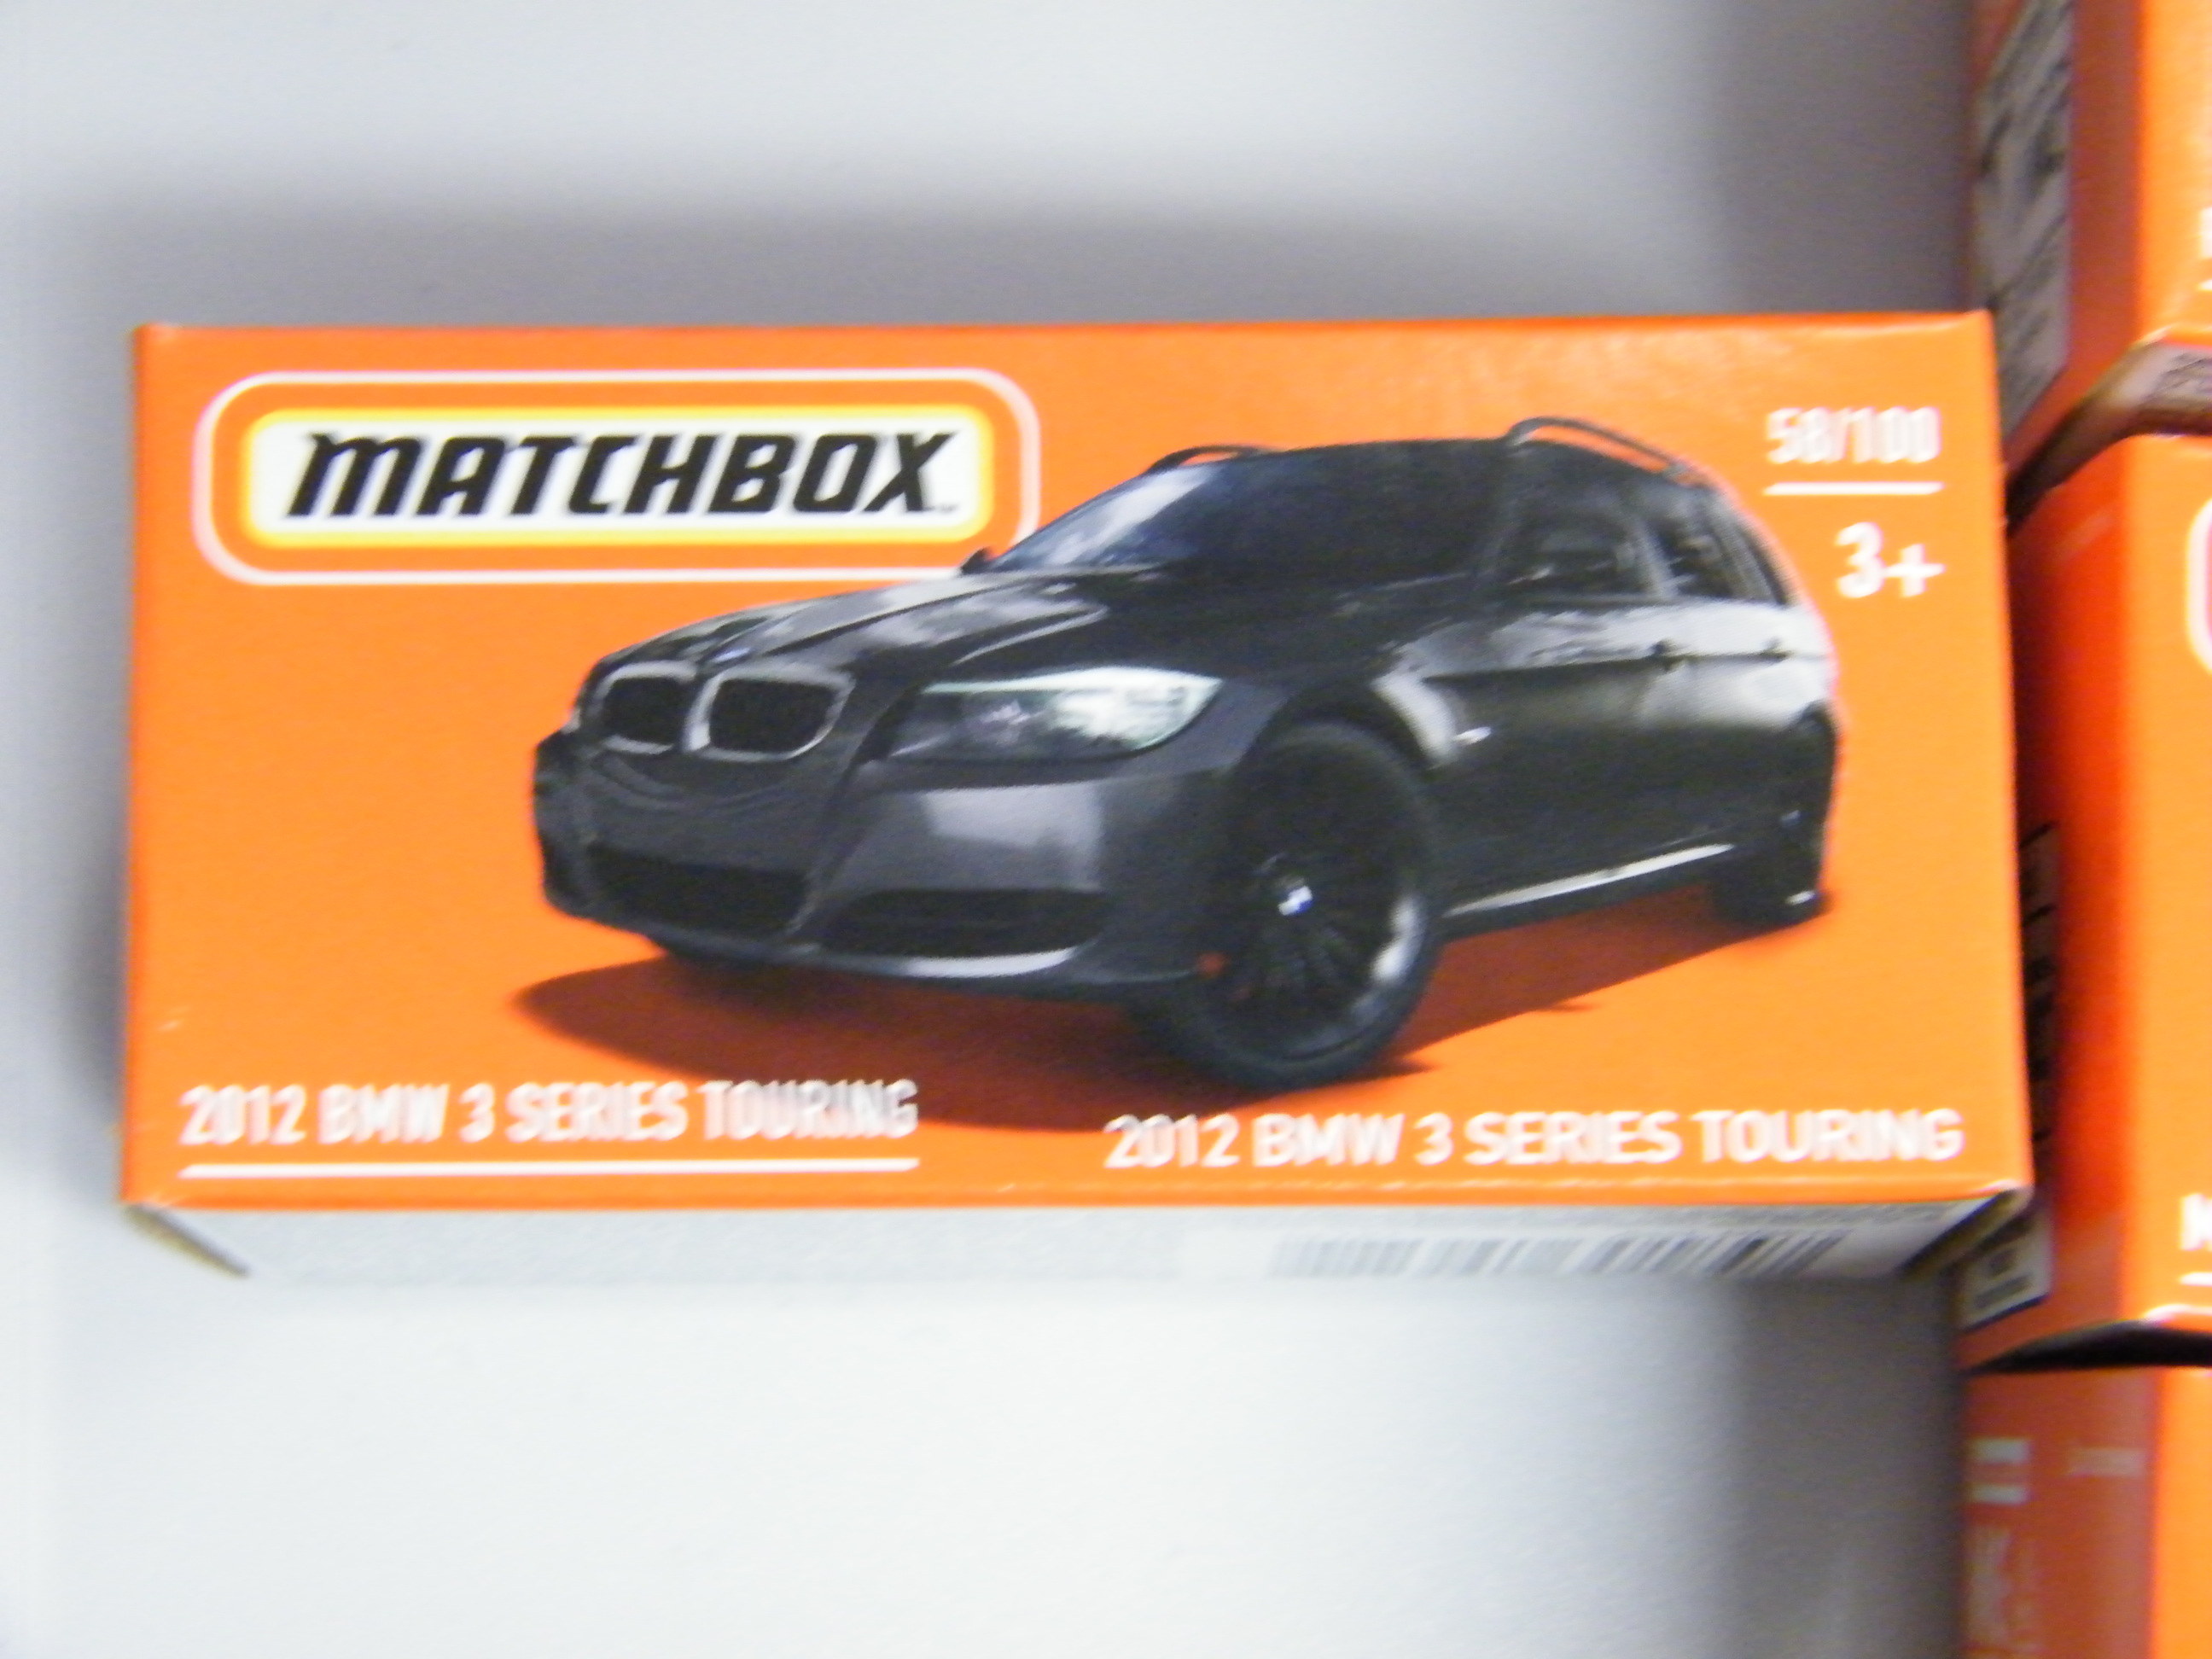 MATCHBOX
58/100
3+
2012 BMW 3 SERIES TOURING
2012 BMW 3 SERIES TOURING